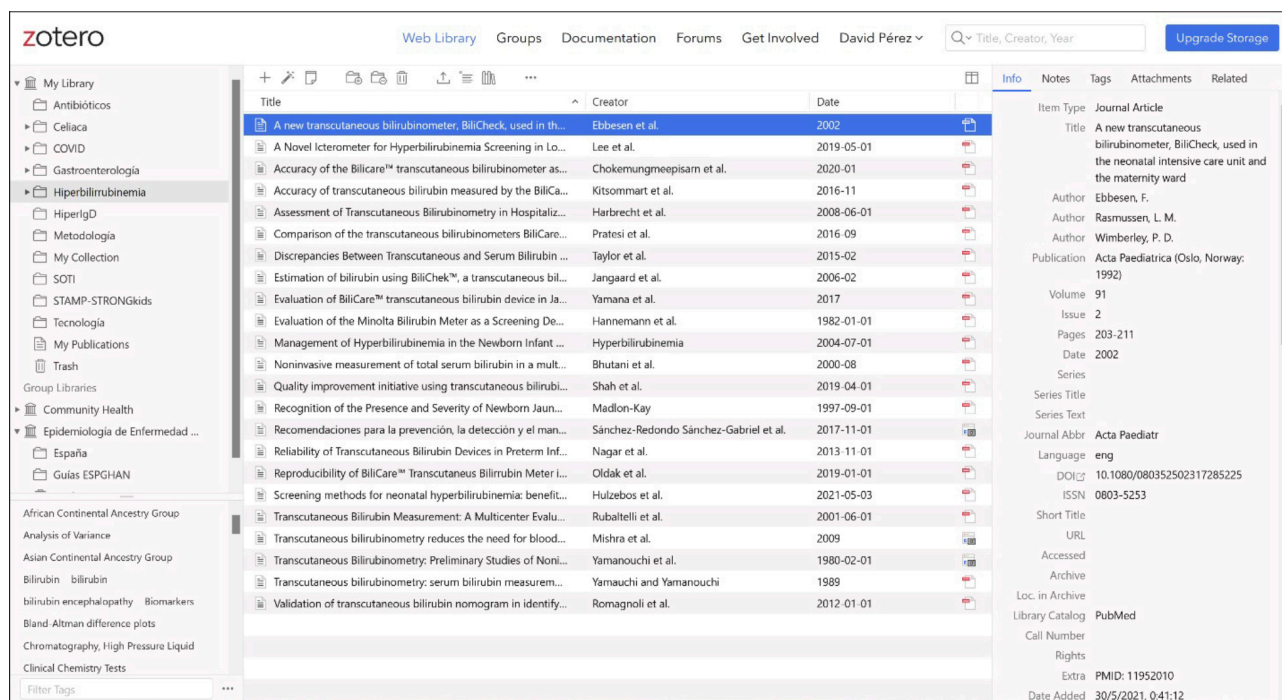 zotero
Web Library Groups Documentation Forums Get Involved David Pérez Title, Creator, Year Upgrade Storage
My Library
Antibióticos
Celiaca
COVID
Gastroenterología
Hiperbilirrubinemia
HiperIgD
Metodología
My Collection
SOTI
STAMP-STRONGkids
Tecnología
My Publications
Trash
Group Libraries
Community Health
Epidemiología de Enfermedad ...
España
Guías ESPGHAN
African Continental Ancestry Group
Analysis of Variance
Asian Continental Ancestry Group
Bilirubin bilirubin
bilirubin encephalopathy Biomarkers
Bland-Altman difference plots
Chromatography, High Pressure Liquid
Clinical Chemistry Tests
Filter Tags
Title Creator Date
A new transcutaneous bilirubinometer, BiliCheck, used in th... Ebbesen et al. 2002
A Novel Icterometer for Hyperbilirubinemia Screening in Lo... Lee et al. 2019-05-01
Accuracy of the Bilicare™ transcutaneous bilirubinometer as... Chokemungmeepisarn et al. 2020-01
Accuracy of transcutaneous bilirubin measured by the BiliCa... Kitsommart et al. 2016-11
Assessment of Transcutaneous Bilirubinometry in Hospitaliz... Harbrecht et al. 2008-06-01
Comparison of the transcutaneous bilirubinometers BiliCare... Pratesi et al. 2016-09
Discrepancies Between Transcutaneous and Serum Bilirubin ... Taylor et al. 2015-02
Estimation of bilirubin using BiliChek™, a transcutaneous bil... Jangaard et al. 2006-02
Evaluation of BiliCare™ transcutaneous bilirubin device in Ja... Yamana et al. 2017
Evaluation of the Minolta Bilirubin Meter as a Screening De... Hannemann et al. 1982-01-01
Management of Hyperbilirubinemia in the Newborn Infant ... Hyperbilirubinemia 2004-07-01
Noninvasive measurement of total serum bilirubin in a mult... Bhutani et al. 2000-08
Quality improvement initiative using transcutaneous bilirubi... Shah et al. 2019-04-01
Recognition of the Presence and Severity of Newborn Jaun... Madlon-Kay 1997-09-01
Recomendaciones para la prevención, la detección y el man... Sánchez-Redondo Sánchez-Gabriel et al. 2017-11-01
Reliability of Transcutaneous Bilirubin Devices in Preterm Inf... Nagar et al. 2013-11-01
Reproducibility of BiliCare™ Transcutaneus Bilirrubin Meter i... Oldak et al. 2019-01-01
Screening methods for neonatal hyperbilirubinemia: benefit... Hulzebos et al. 2021-05-03
Transcutaneous Bilirubin Measurement: A Multicenter Evalu... Rubaltelli et al. 2001-06-01
Transcutaneous bilirubinometry reduces the need for blood... Mishra et al. 2009
Transcutaneous Bilirubinometry: Preliminary Studies of Noni... Yamanouchi et al. 1980-02-01
Transcutaneous bilirubinometry: serum bilirubin measurem... Yamauchi and Yamanouchi 1989
Validation of transcutaneous bilirubin nomogram in identify... Romagnoli et al. 2012-01-01
Info Notes Tags Attachments Related
Item Type Journal Article
Title A new transcutaneous
bilirubinometer, BiliCheck, used in
the neonatal intensive care unit and
the maternity ward
Author Ebbesen, F.
Author Rasmussen, L. M.
Author Wimberley, P. D.
Publication Acta Paediatrica (Oslo, Norway:
1992)
Volume 91
Issue 2
Pages 203-211
Date 2002
Series
Series Title
Series Text
Journal Abbr Acta Paediatr
Language eng
DOI 10.1080/080352502317285225
ISSN 0803-5253
Short Title
URL
Accessed
Archive
Loc. in Archive
Library Catalog PubMed
Call Number
Rights
Extra PMID: 11952010
Date Added 30/5/2021, 0:41:12